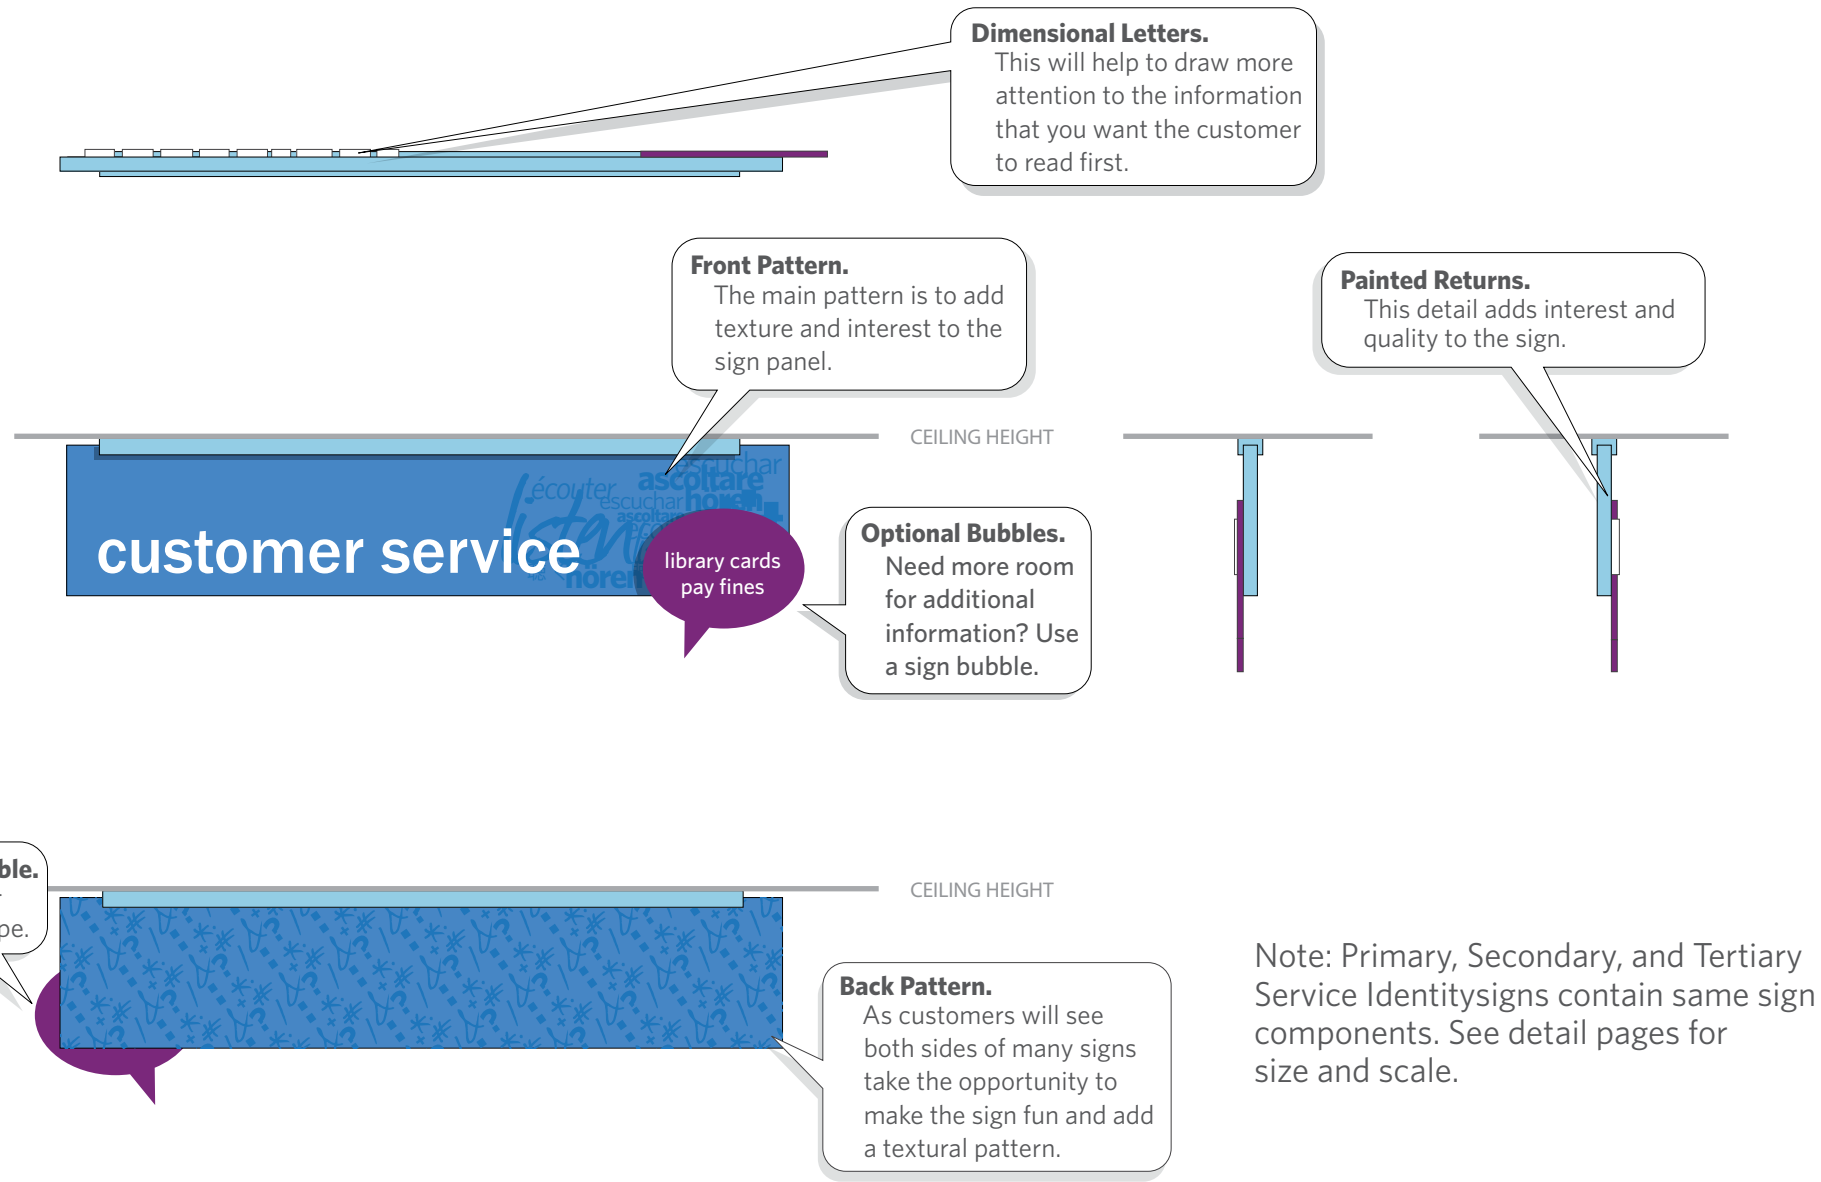 Dimensional Letters.
This will help to draw more
attention to the information
that you want the customer
to read first.
Front Pattern.
The main pattern is to add
texture and interest to the
sign panel.
Painted Returns.
This detail adds interest and
quality to the sign.
CEILING HEIGHT
escuchar
écouter
ascoltare
escuchar
hören
ascoltare
listen
customer service
hören
library cards
pay fines
Optional Bubbles.
Need more room
for additional
information? Use
a sign bubble.
ble.
pe.
CEILING HEIGHT
Back Pattern.
As customers will see
both sides of many signs
take the opportunity to
make the sign fun and add
a textural pattern.
Note: Primary, Secondary, and Tertiary
Service Identitysigns contain same sign
components. See detail pages for
size and scale.